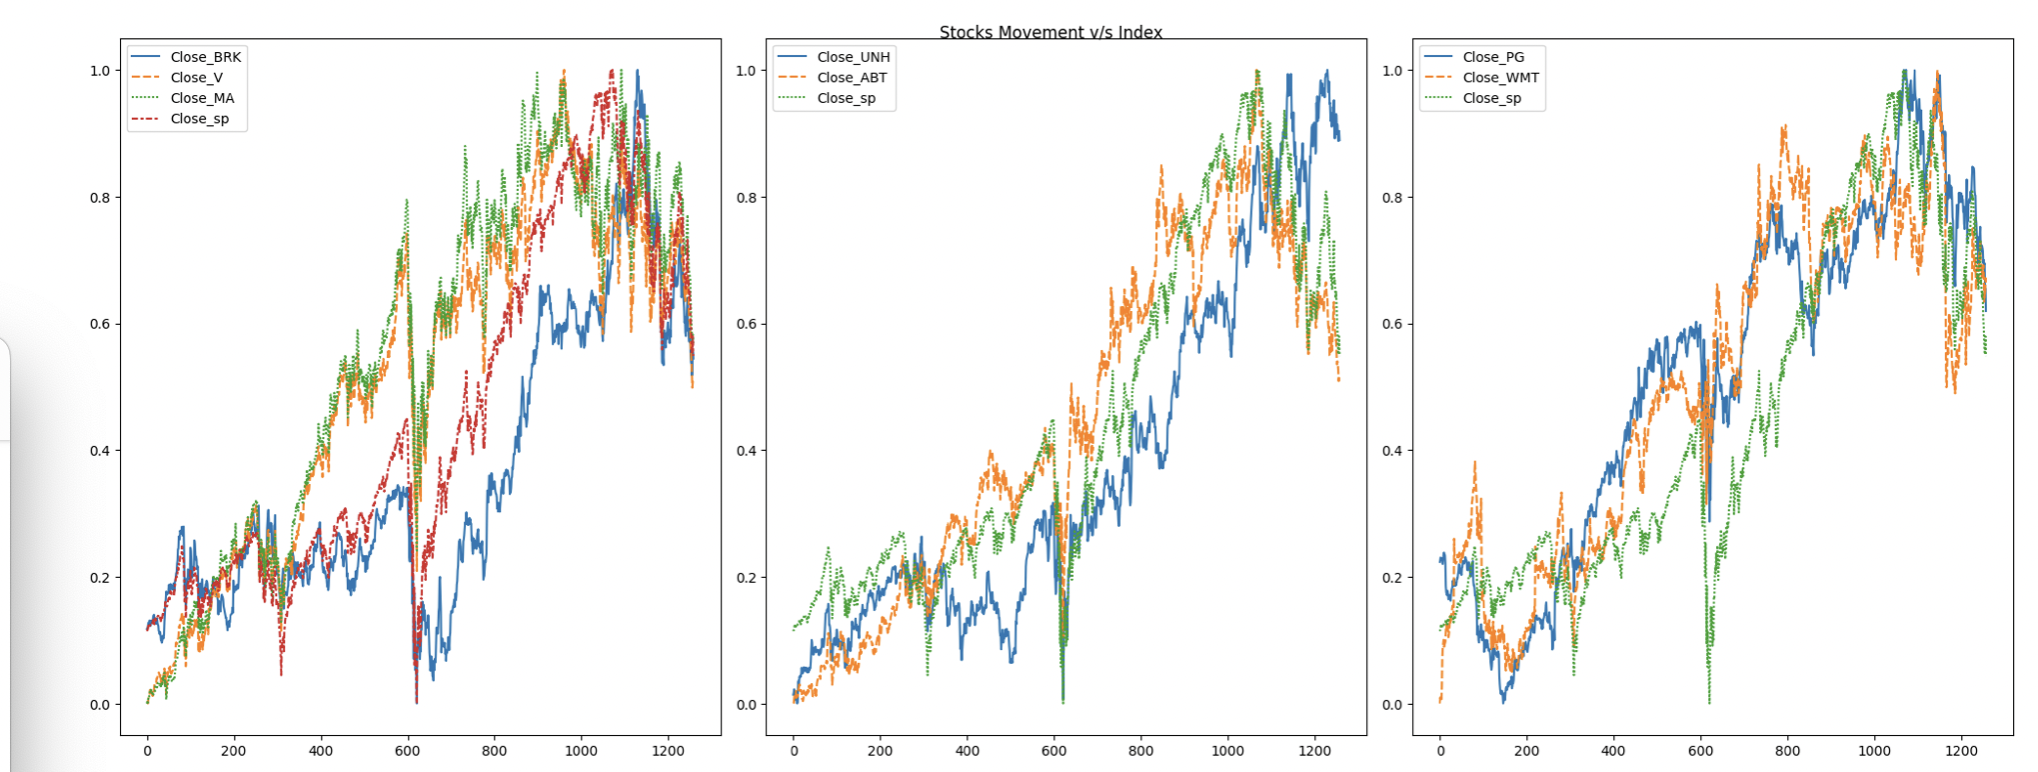 Stocks Movement v/s Index
Close_BRK
Close_V
Close_MA
Close_sp
1.0
0.8
0.6
0.4
0.2
0.0
0 200 400 600 800 1000 1200
Close_UNH
Close_ABT
Close_sp
1.0
0.8
0.6
0.4
0.2
0.0
0 200 400 600 800 1000 1200
Close_PG
Close_WMT
Close_sp
1.0
0.8
0.6
0.4
0.2
0.0
0 200 400 600 800 1000 1200